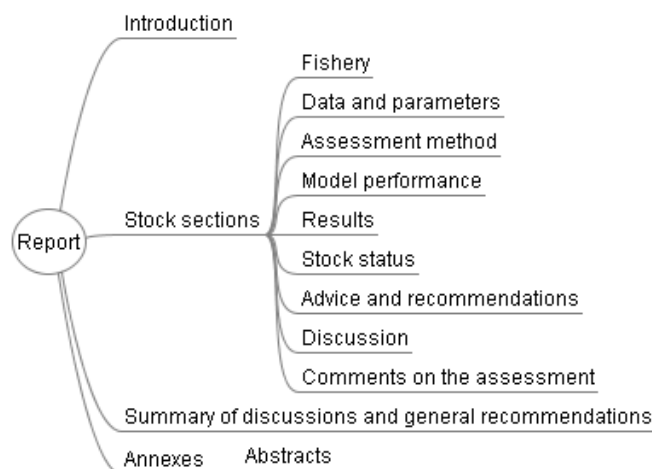 Introduction
Fishery
Data and parameters
Assessment method
Model performance
Stock sections
Results
Report
Stock status
Advice and recommendations
Discussion
Comments on the assessment
Summary of discussions and general recommendations
Annexes
Abstracts